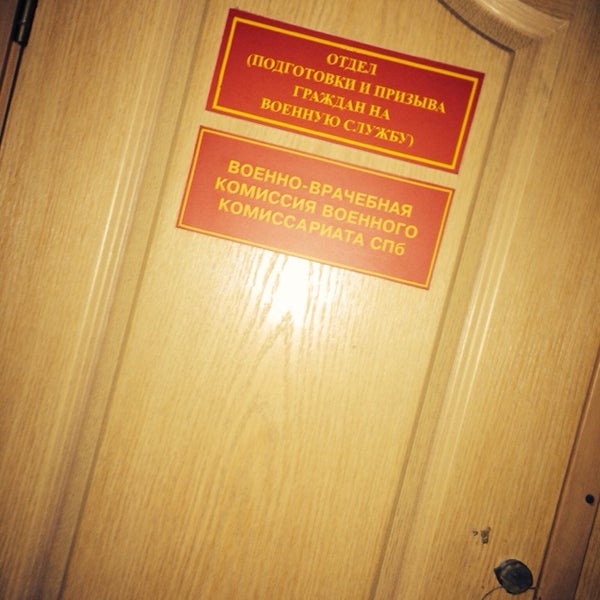 ОТДЕЛ
(ПОДГОТОВКИ И ПРИЗЫВА
ГРАЖДАН НА
ВОЕННУЮ СЛУЖБУ)
ВОЕННО-ВРАЧЕБНАЯ
КОМИССИЯ ВОЕННОГО
КОМИССАРИАТА СПб